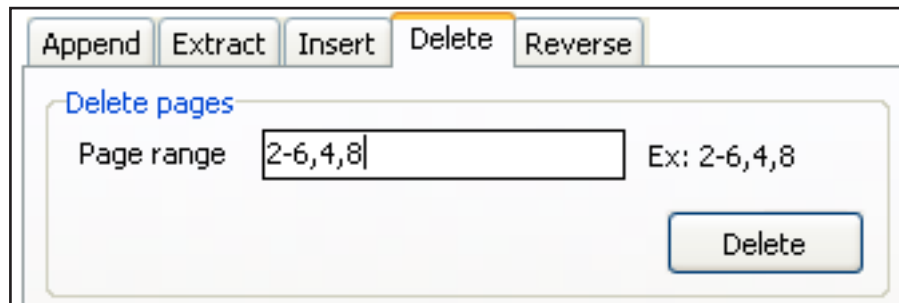 Append Extract Insert Delete Reverse
Delete pages
Page range 2-6,4,8 Ex: 2-6,4,8
Delete